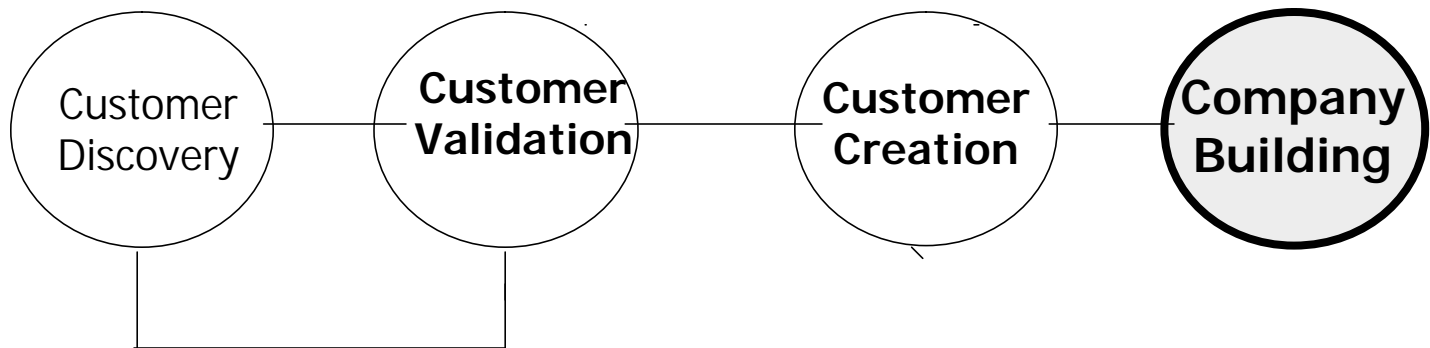 Customer
Discovery
Customer
Validation
Customer
Creation
Company
Building